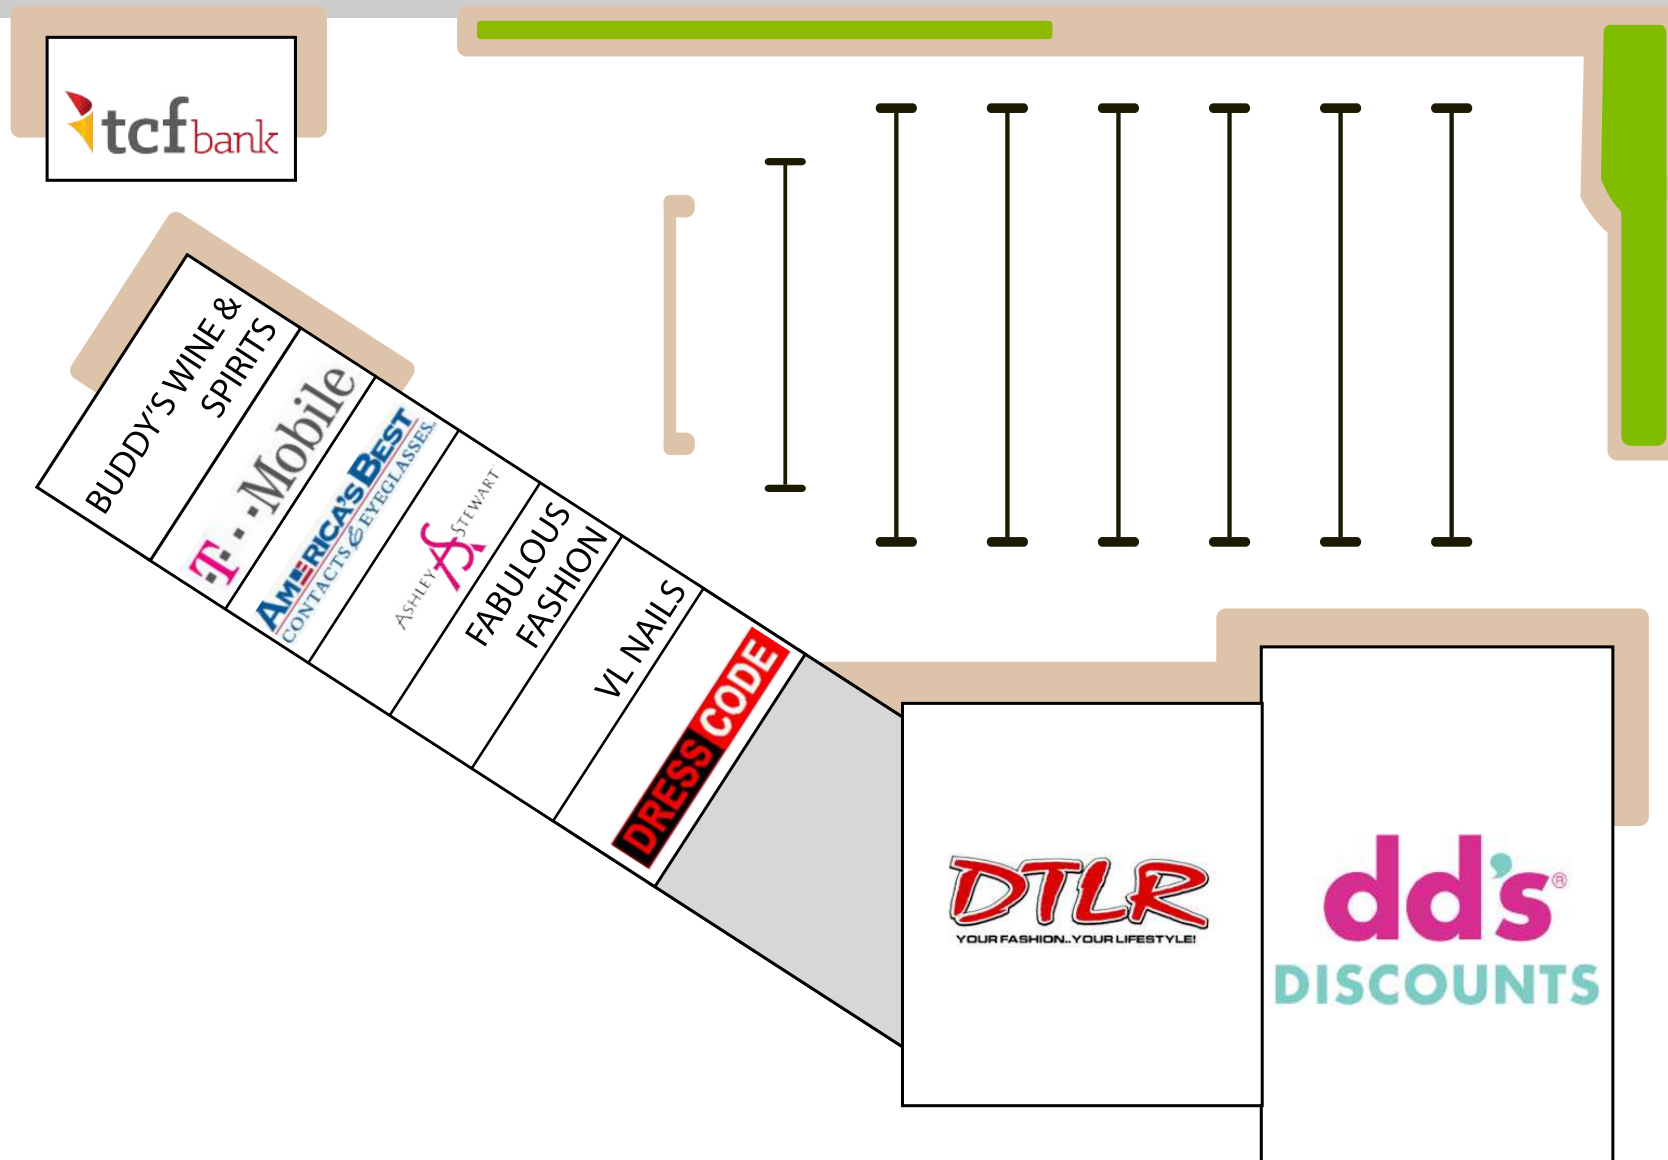 tcf bank
BUDDY'S WINE &
SPIRITS
T··Mobile
AMERICA'S BEST
CONTACTS & EYEGLASSES
ASHLEY AS STEWART
FABULOUS
FASHION
VL NAILS
DRESS CODE
DTLR
YOUR FASHION..YOUR LIFESTYLE!
dd's®
DISCOUNTS